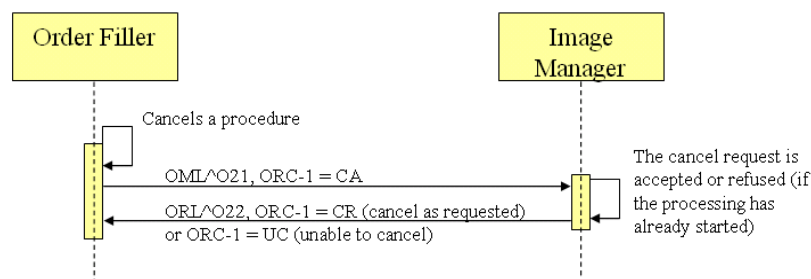 Order Filler
Image
Manager
Cancels a procedure
OML^O21, ORC-1 = CA
The cancel request is
accepted or refused (if
the processing has
already started)
ORL^O22, ORC-1 = CR (cancel as requested)
or ORC-1 = UC (unable to cancel)